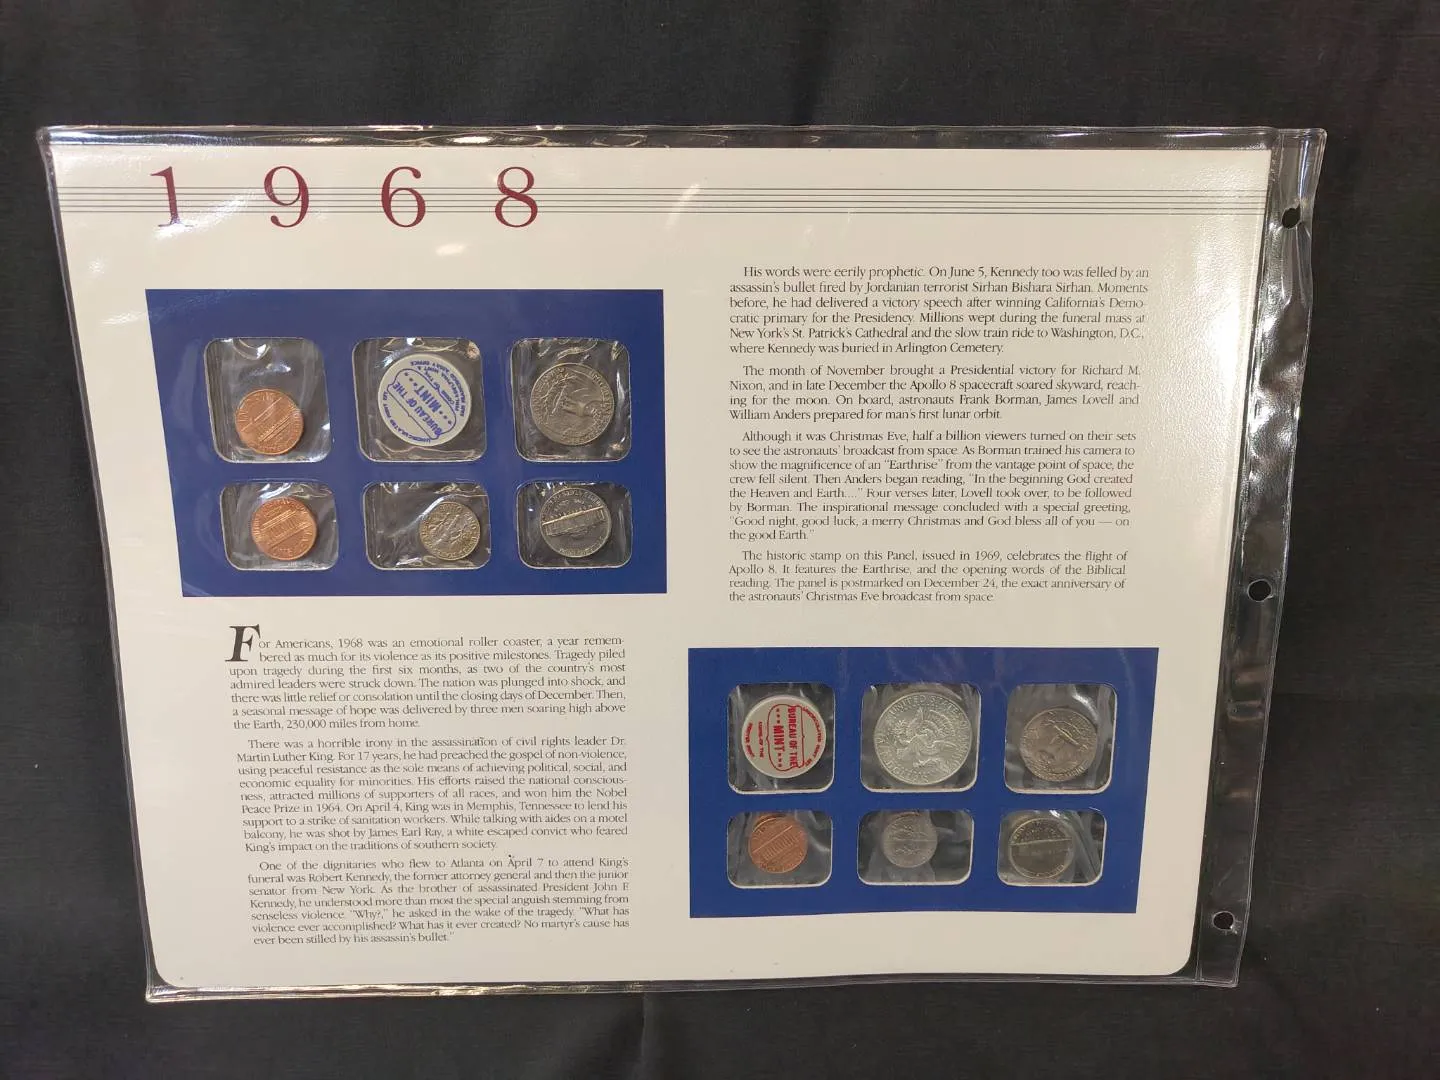 1968
BUREAU OF THE
MINT
For Americans, 1968 was an emotional roller coaster, a year remem-
bered as much for its violence as its positive milestones. Tragedy piled
upon tragedy during the first six months, as two of the country's most
admired leaders were struck down. The nation was plunged into shock, and
there was little relief or consolation until the closing days of December. Then,
a seasonal message of hope was delivered by three men soaring high above
the Earth, 230,000 miles from home.
There was a horrible irony in the assassination of civil rights leader Dr.
Martin Luther King. For 17 years, he had preached the gospel of non-violence,
using peaceful resistance as the sole means of achieving political, social, and
economic equality for minorities. His efforts raised the national conscious-
ness, attracted millions of supporters of all races, and won him the Nobel
Peace Prize in 1964. On April 4, King was in Memphis, Tennessee to lend his
support to a strike of sanitation workers. While talking with aides on a motel
balcony, he was shot by James Earl Ray, a white escaped convict who feared
King's impact on the traditions of southern society.
One of the dignitaries who flew to Atlanta on April 7 to attend King's
funeral was Robert Kennedy, the former attorney general and then the junior
senator from New York. As the brother of assassinated President John F.
Kennedy, he understood more than most the special anguish stemming from
senseless violence. "Why?," he asked in the wake of the tragedy. "What has
violence ever accomplished? What has it ever created? No martyr's cause has
ever been stilled by his assassin's bullet."
His words were eerily prophetic. On June 5, Kennedy too was felled by an
assassin's bullet fired by Jordanian terrorist Sirhan Bishara Sirhan. Moments
before, he had delivered a victory speech after winning California's Demo-
cratic primary for the Presidency. Millions wept during the funeral mass at
New York's St. Patrick's Cathedral and the slow train ride to Washington, D.C.,
where Kennedy was buried in Arlington Cemetery.
The month of November brought a Presidential victory for Richard M.
Nixon, and in late December the Apollo 8 spacecraft soared skyward, reach-
ing for the moon. On board, astronauts Frank Borman, James Lovell and
William Anders prepared for man's first lunar orbit.
Although it was Christmas Eve, half a billion viewers turned on their sets
to see the astronauts' broadcast from space. As Borman trained his camera to
show the magnificence of an "Earthrise" from the vantage point of space, the
crew fell silent. Then Anders began reading, "In the beginning God created
the Heaven and Earth...." Four verses later, Lovell took over, to be followed
by Borman. The inspirational message concluded with a special greeting,
"Good night, good luck, a merry Christmas and God bless all of you — on
the good Earth."
The historic stamp on this Panel, issued in 1969, celebrates the flight of
Apollo 8. It features the Earthrise, and the opening words of the Biblical
reading. The panel is postmarked on December 24, the exact anniversary of
the astronauts' Christmas Eve broadcast from space.
BUREAU OF THE
MINT
UNITED STATES